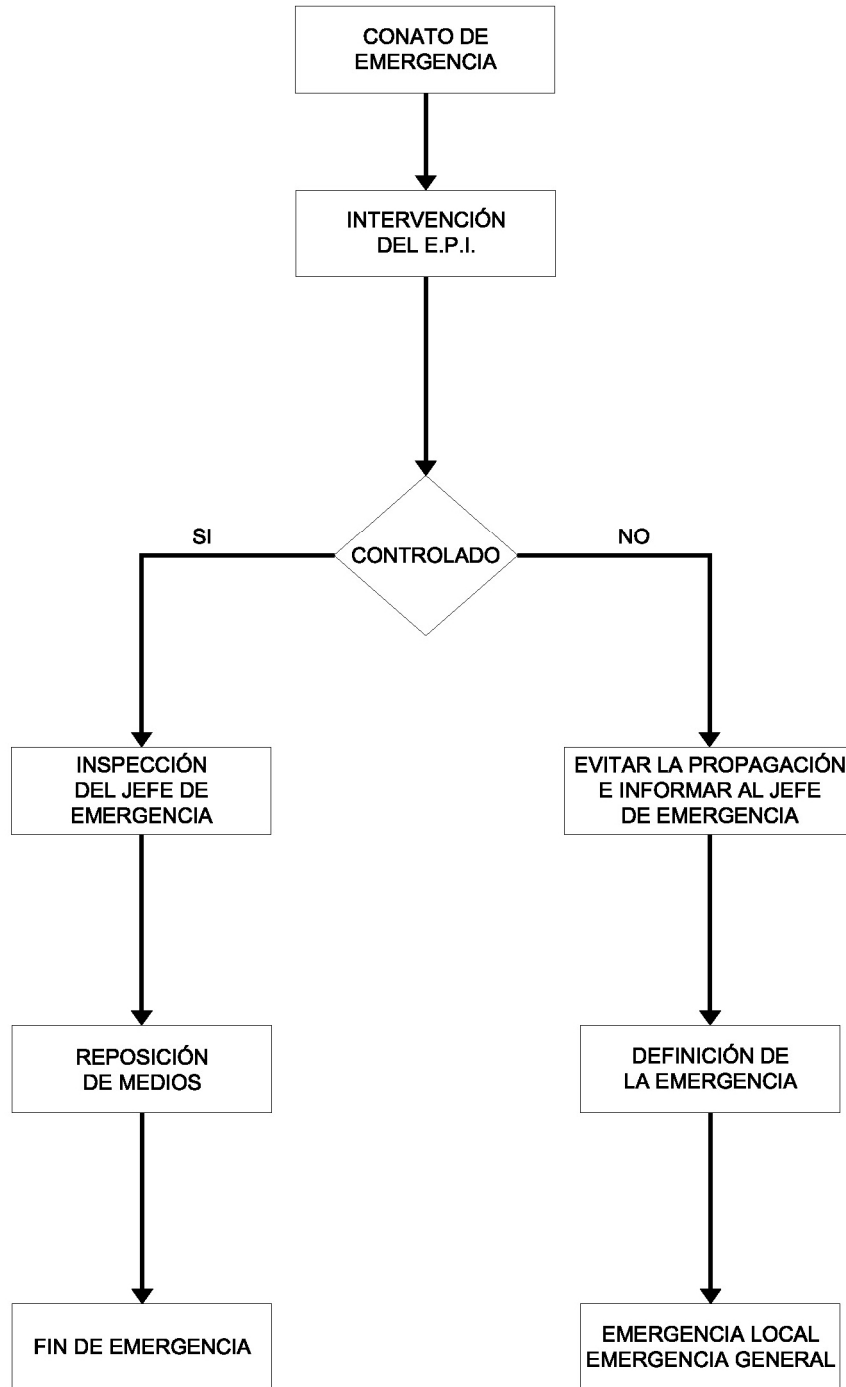 CONATO DE
EMERGENCIA
INTERVENCIÓN
DEL E.P.I.
SI
CONTROLADO
NO
INSPECCIÓN
DEL JEFE DE
EMERGENCIA
EVITAR LA PROPAGACIÓN
E INFORMAR AL JEFE
DE EMERGENCIA
REPOSICIÓN
DE MEDIOS
DEFINICIÓN DE
LA EMERGENCIA
FIN DE EMERGENCIA
EMERGENCIA LOCAL
EMERGENCIA GENERAL